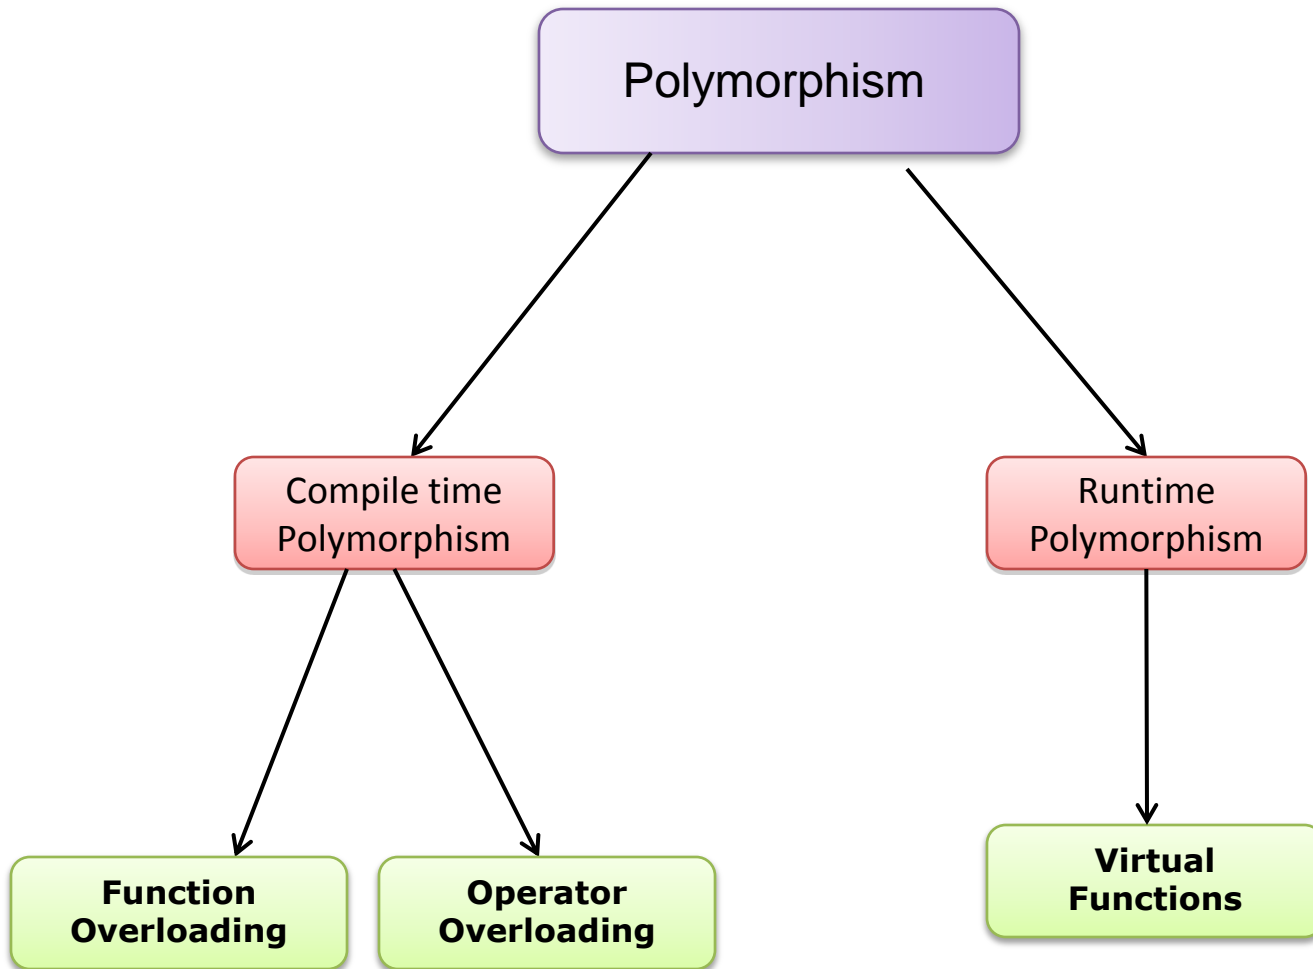 Polymorphism
Compile time
Polymorphism
Runtime
Polymorphism
Function
Overloading
Operator
Overloading
Virtual
Functions